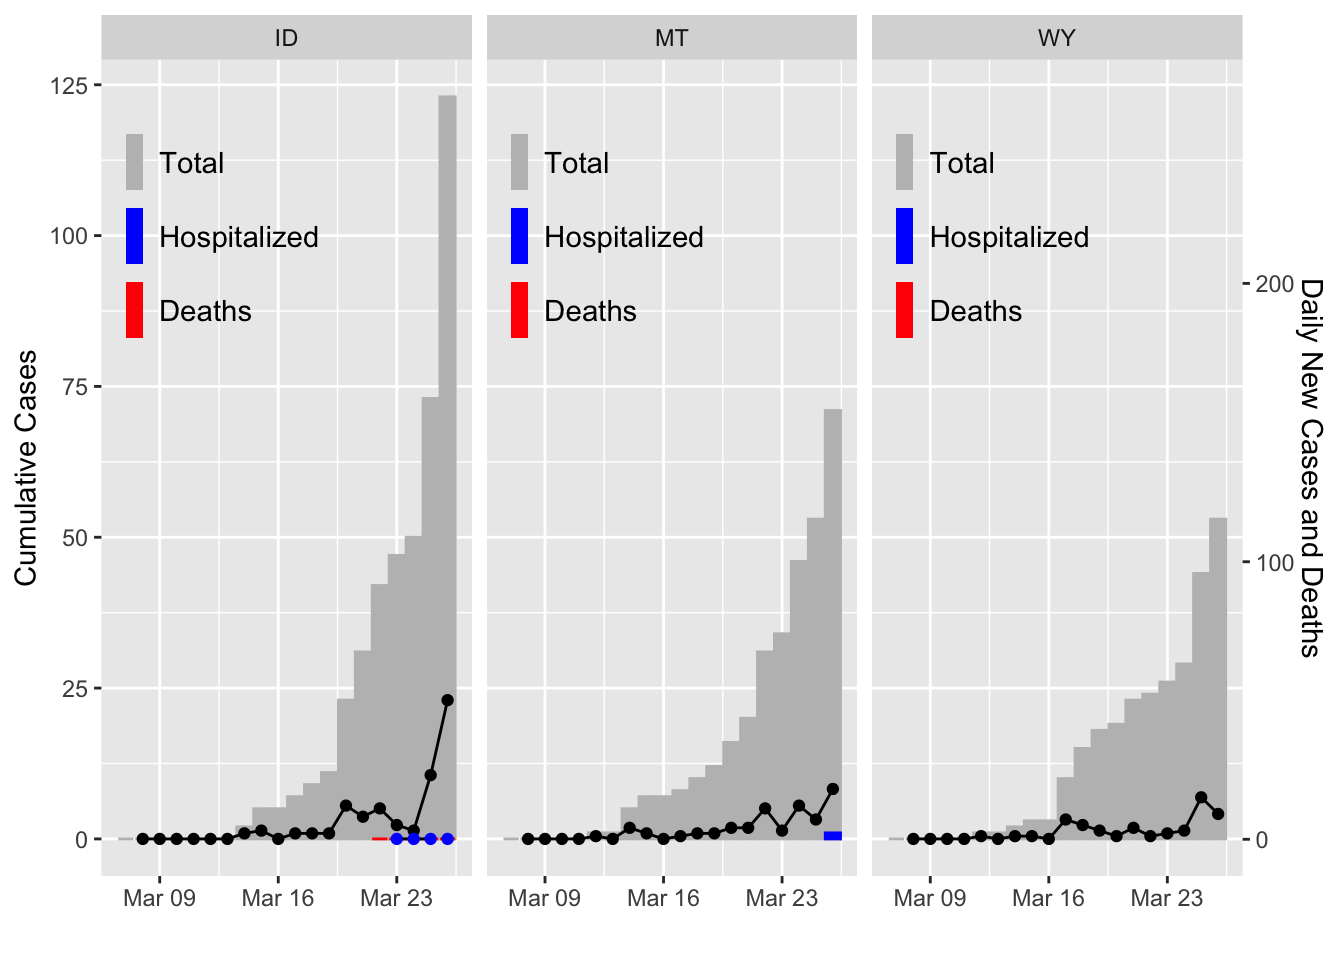 ID
MT
WY
125
100
75
50
25
0
Cumulative Cases
Total
Hospitalized
Deaths
Total
Hospitalized
Deaths
Total
Hospitalized
Deaths
200
100
0
Daily New Cases and Deaths
Mar 09
Mar 16
Mar 23
Mar 09
Mar 16
Mar 23
Mar 09
Mar 16
Mar 23